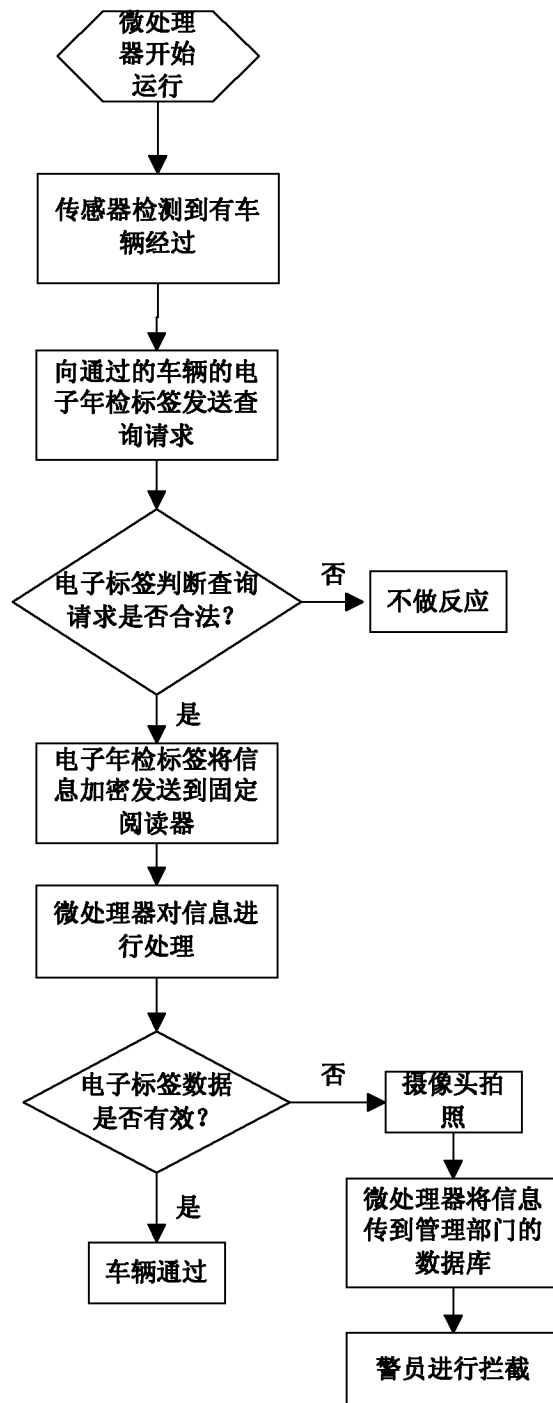 微处理
器开始
运行
传感器检测到有车
辆经过
向通过的车辆的电
子年检标签发送查
询请求
电子标签判断查询
请求是否合法？
否
不做反应
是
电子年检标签将信
息加密发送到固定
阅读器
微处理器对信息进
行处理
电子标签数据
是否有效？
否
摄像头拍
照
微处理器将信息
传到管理部门的
数据库
是
车辆通过
警员进行拦截